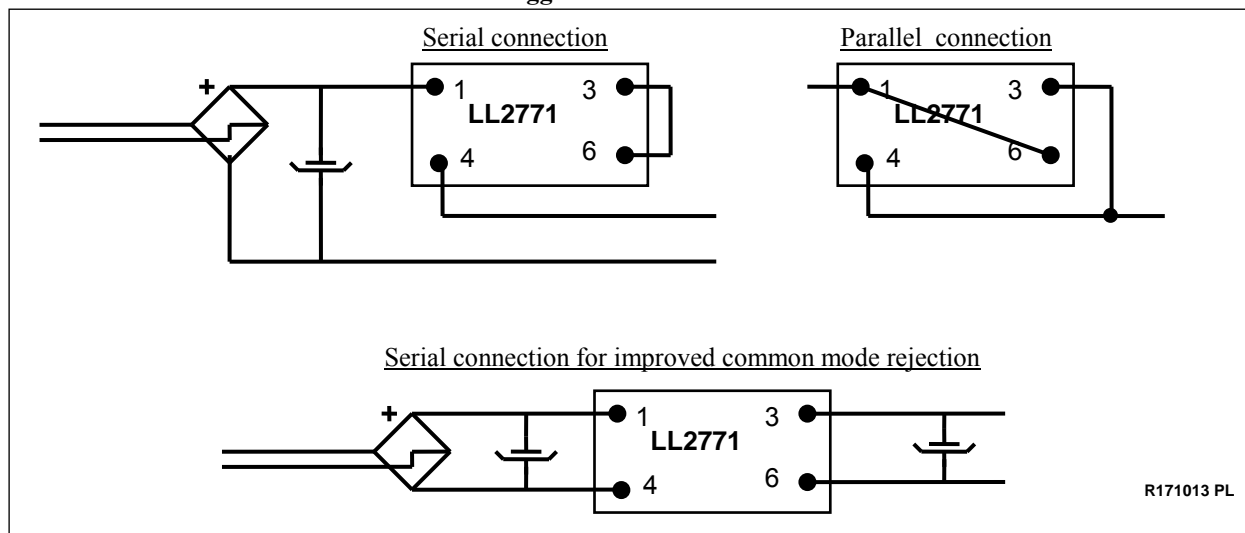 Serial connection
Parallel connection
+
1
3
LL2771
4
6
1
3
LL2771
4
6
Serial connection for improved common mode rejection
+
1
3
LL2771
4
6
R171013 PL